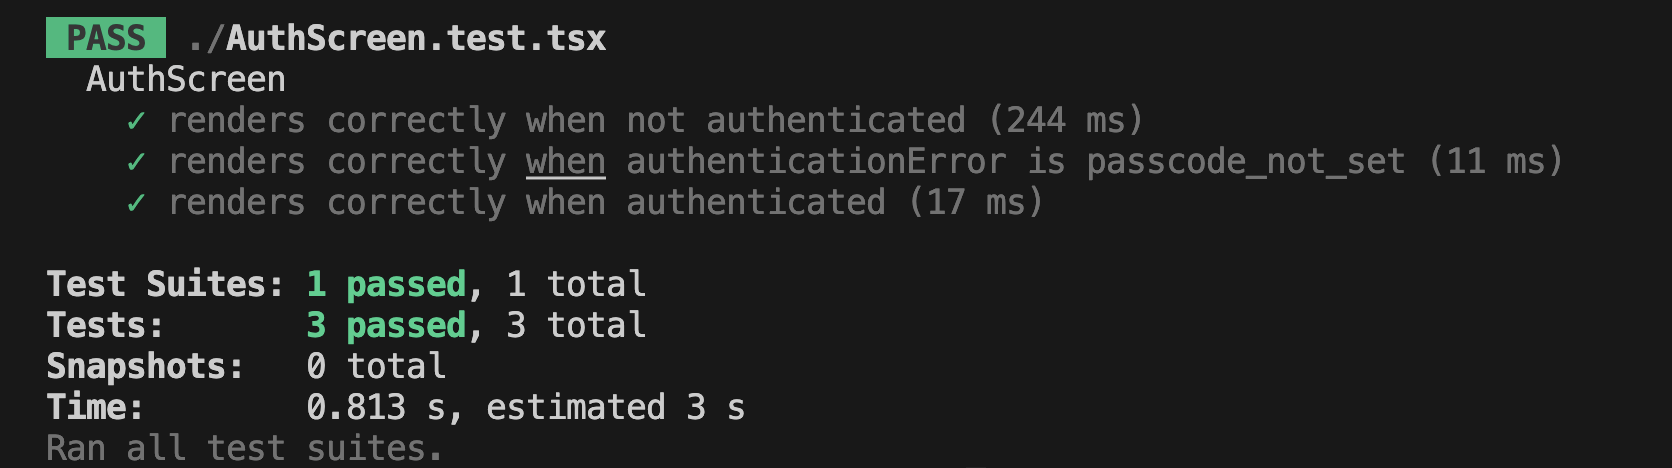 PASS ./AuthScreen.test.tsx
AuthScreen
✓ renders correctly when not authenticated (244 ms)
✓ renders correctly when authenticationError is passcode_not_set (11 ms)
✓ renders correctly when authenticated (17 ms)
Test Suites: 1 passed, 1 total
Tests: 3 passed, 3 total
Snapshots: 0 total
Time: 0.813 s, estimated 3 s
Ran all test suites.